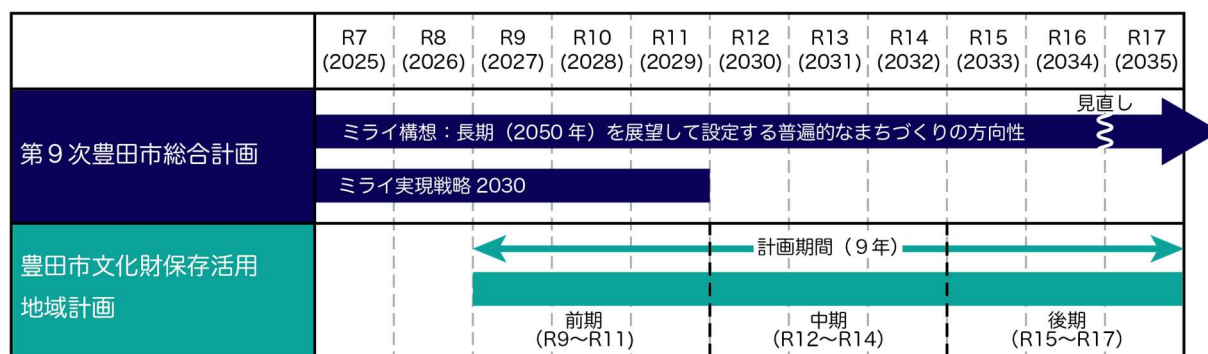 R7 R8 R9 R10 R11 R12 R13 R14 R15 R16 R17
(2025) (2026) (2027) (2028) (2029) (2030) (2031) (2032) (2033) (2034) (2035)
見直し
第9次豊田市総合計画
ミライ構想：長期（2050年）を展望して設定する普遍的なまちづくりの方向性
ミライ実現戦略 2030
豊田市文化財保存活用
地域計画
計画期間（9年）
前期 中期 後期
(R9～R11) (R12～R14) (R15～R17)